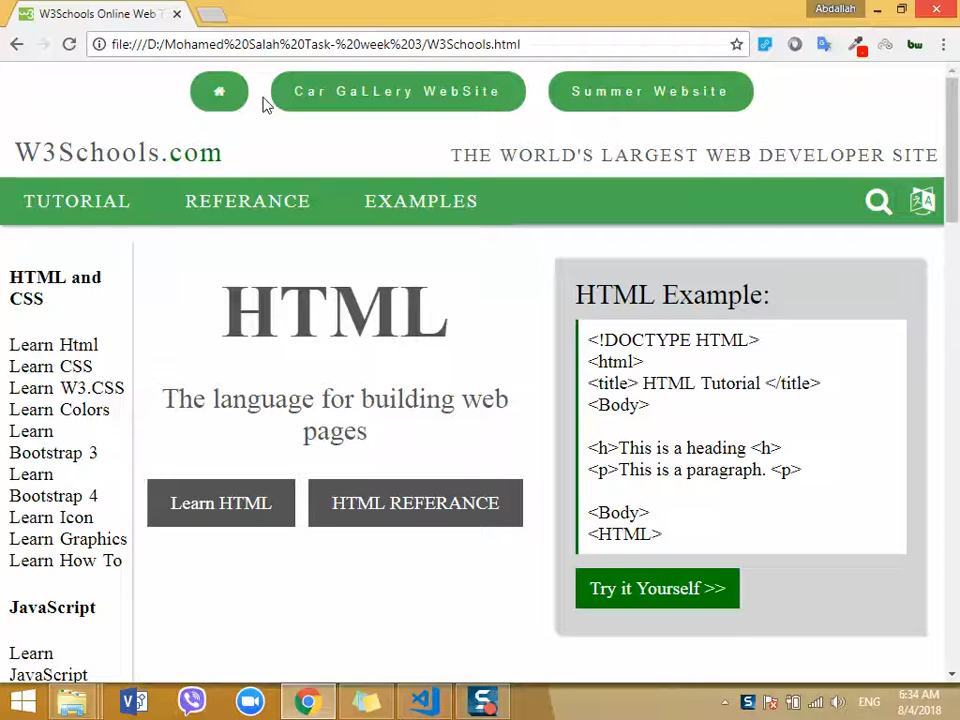 W3Schools Online Web T
Abdallah
file:///D:/Mohamed%20Salah%20Task-%20week%203/W3Schools.html
bw
Car GaLLery WebSite
Summer Website
W3Schools.com
THE WORLD'S LARGEST WEB DEVELOPER SITE
TUTORIAL
REFERANCE
EXAMPLES
HTML and
CSS
Learn Html
Learn CSS
Learn W3.CSS
Learn Colors
Learn
Bootstrap 3
Learn
Bootstrap 4
Learn Icon
Learn Graphics
Learn How To
JavaScript
Learn
JavaScript
HTML
The language for building web
pages
Learn HTML
HTML REFERANCE
HTML Example:
<!DOCTYPE HTML>
<html>
<title> HTML Tutorial </title>
<Body>
<h>This is a heading <h>
<p>This is a paragraph. <p>
<Body>
<HTML>
Try it Yourself >>
ENG
6:34 AM
8/4/2018